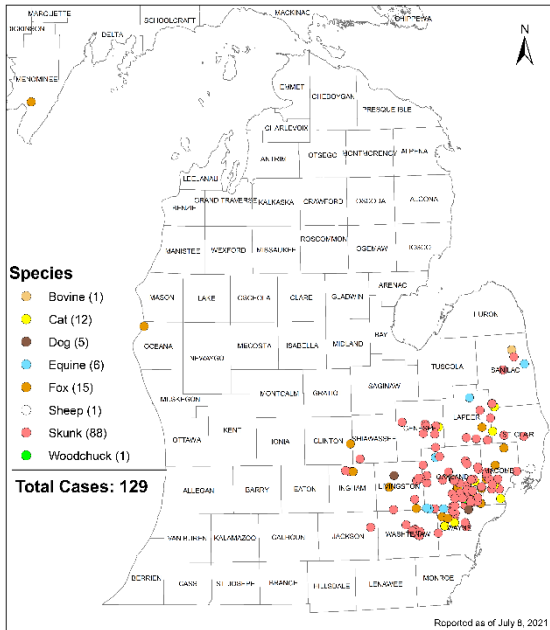 MARQUETTE
SCHOOLCRAFT
MACKINAC
CHIPPEWA
DICKINSON
DELTA
N
MENOMINEE
EMMET
CHEBOYGAN
PRESQUE ISLE
CHARLEVOIX
ANTRIM
OTSEGO
MONTMORENCY
ALPENA
LEELANAU
BENZIE
GRAND TRAVERSE
KALKASKA
CRAWFORD
OSCODA
ALCONA
MANISTEE
WEXFORD
MISSAUKEE
ROSCOMMON
OGEMAW
IOSCO
ARENAC
Species
Bovine (1)
Cat (12)
Dog (5)
Equine (6)
Fox (15)
Sheep (1)
Skunk (88)
Woodchuck (1)
Total Cases: 129
MASON
LAKE
OSCEOLA
CLARE
GLADWIN
HURON
OCEANA
NEWAYGO
MECOSTA
ISABELLA
MIDLAND
BAY
TUSCOLA
SANILAC
MUSKEGON
MONTCALM
GRATIOT
SAGINAW
LAPEER
GENESEE
OTTAWA
KENT
IONIA
CLINTON
SHIAWASSEE
ST CLAIR
ALLEGAN
BARRY
EATON
INGHAM
LIVINGSTON
OAKLAND
MACOMB
VAN BUREN
KALAMAZOO
CALHOUN
JACKSON
WASHTENAW
WAYNE
BERRIEN
CASS
ST JOSEPH
BRANCH
HILLSDALE
LENAWEE
MONROE
Reported as of July 8, 2021